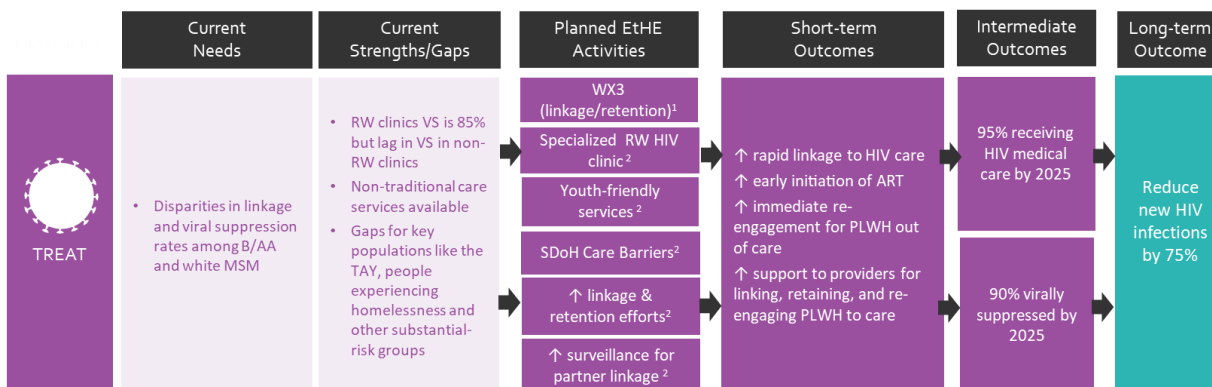 Current
Needs
Current
Strengths/Gaps
Planned EtHE
Activities
Short-term
Outcomes
Intermediate
Outcomes
Long-term
Outcome
TREAT
• Disparities in linkage
and viral suppression
rates among B/AA
and white MSM
• RW clinics VS is 85%
but lag in VS in non-
RW clinics
• Non-traditional care
services available
• Gaps for key
populations like the
TAY, people
experiencing
homelessness and
other substantial-
risk groups
WX3
(linkage/retention)¹
Specialized RW HIV
clinic ²
Youth-friendly
services ²
SDoH Care Barriers²
↑ linkage &
retention efforts²
↑ surveillance for
partner linkage ²
↑ rapid linkage to HIV care
↑ early initiation of ART
↑ immediate re-
engagement for PLWH out
of care
↑ support to providers for
linking, retaining, and re-
engaging PLWH to care
95% receiving
HIV medical
care by 2025
90% virally
suppressed by
2025
Reduce
new HIV
infections
by 75%